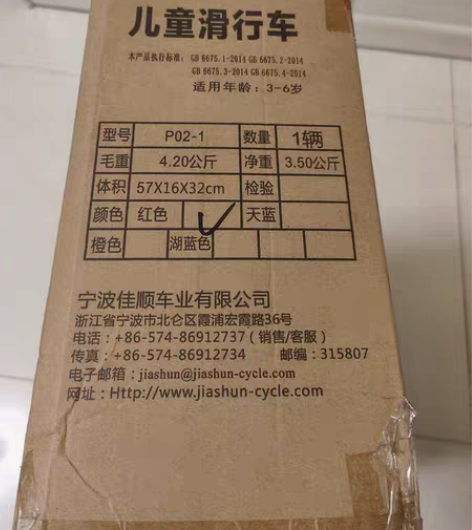 儿童滑行车
本产品执行标准: GB 6675.1-2014 GB 6675.2-2014
GB 6675.3-2014 GB 6675.4-2014
适用年龄: 3-6岁
型号 P02-1 数量 1辆
毛重 4.20公斤 净重 3.50公斤
体积 57X16X32cm 检验
颜色 红色 ✓ 天蓝
橙色 湖蓝色
宁波佳顺车业有限公司
浙江省宁波市北仑区霞浦宏霞路36号
电话: +86-574-86912737 (销售/客服)
传真: +86-574-86912734 邮编: 315807
电子邮箱: jiashun@jiashun-cycle.com
网址: Http://www.jiashun-cycle.com